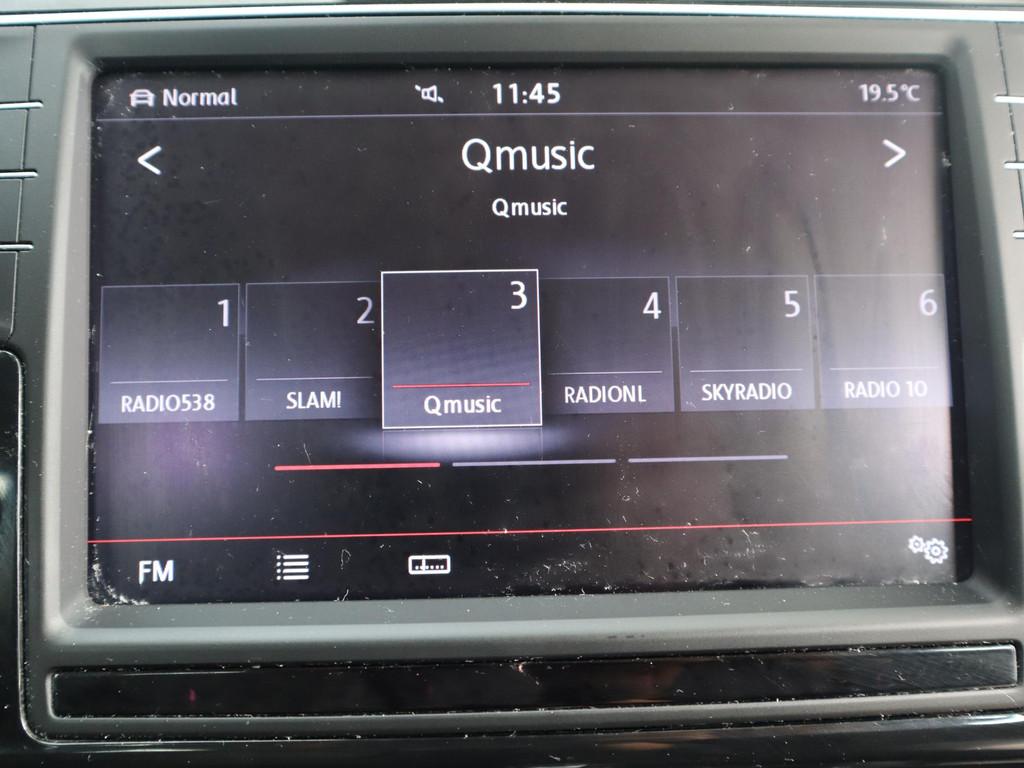 Normal 11:45 19.5°C
< Qmusic >
Qmusic
1 2 3 4 5 6
RADIO538 SLAM! Qmusic RADIONL SKYRADIO RADIO 10
FM